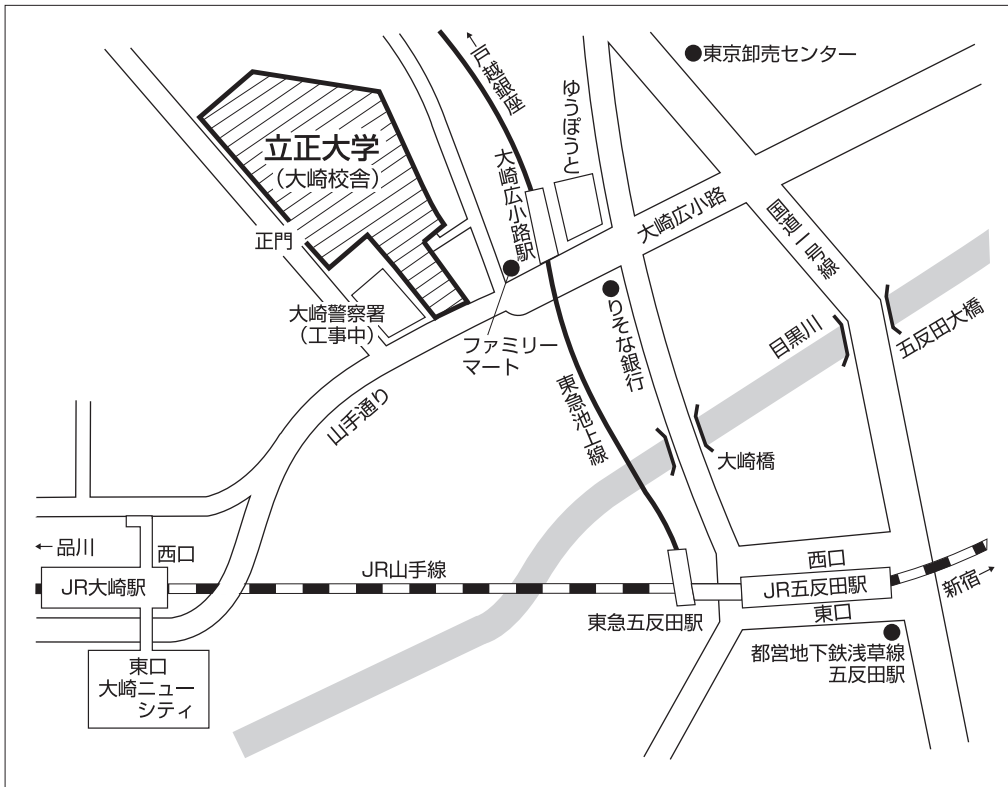 東京卸売センター
戸越銀座
ゆうぽうと
立正大学
(大崎校舎)
大崎広小路駅
大崎広小路
国道一号線
正門
大崎警察署
(工事中)
ファミリー
マート
りそな銀行
目黒川
五反田大橋
山手通り
東急池上線
大崎橋
←品川
西口
JR大崎駅
JR山手線
西口
JR五反田駅
新宿
東急五反田駅
東口
都営地下鉄浅草線
五反田駅
東口
大崎ニュー
シティ